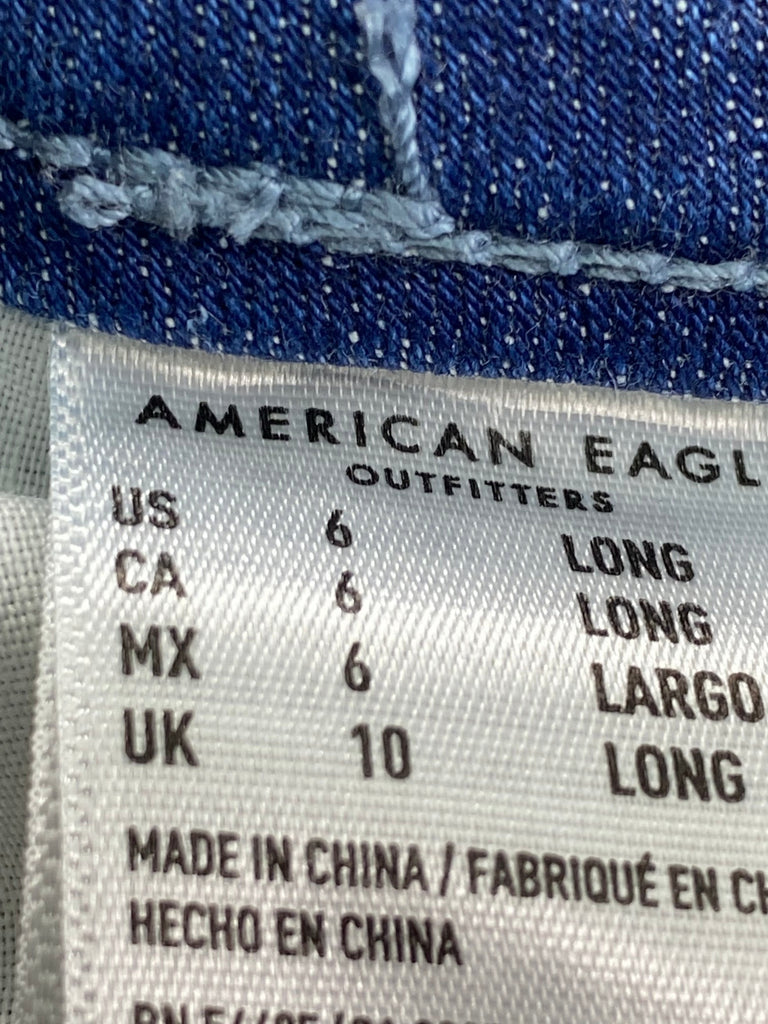 AMERICAN EAGL
OUTFITTERS
US 6 LONG
CA 6 LONG
MX 6 LARGO
UK 10 LONG
MADE IN CHINA / FABRIQUÉ EN CH
HECHO EN CHINA